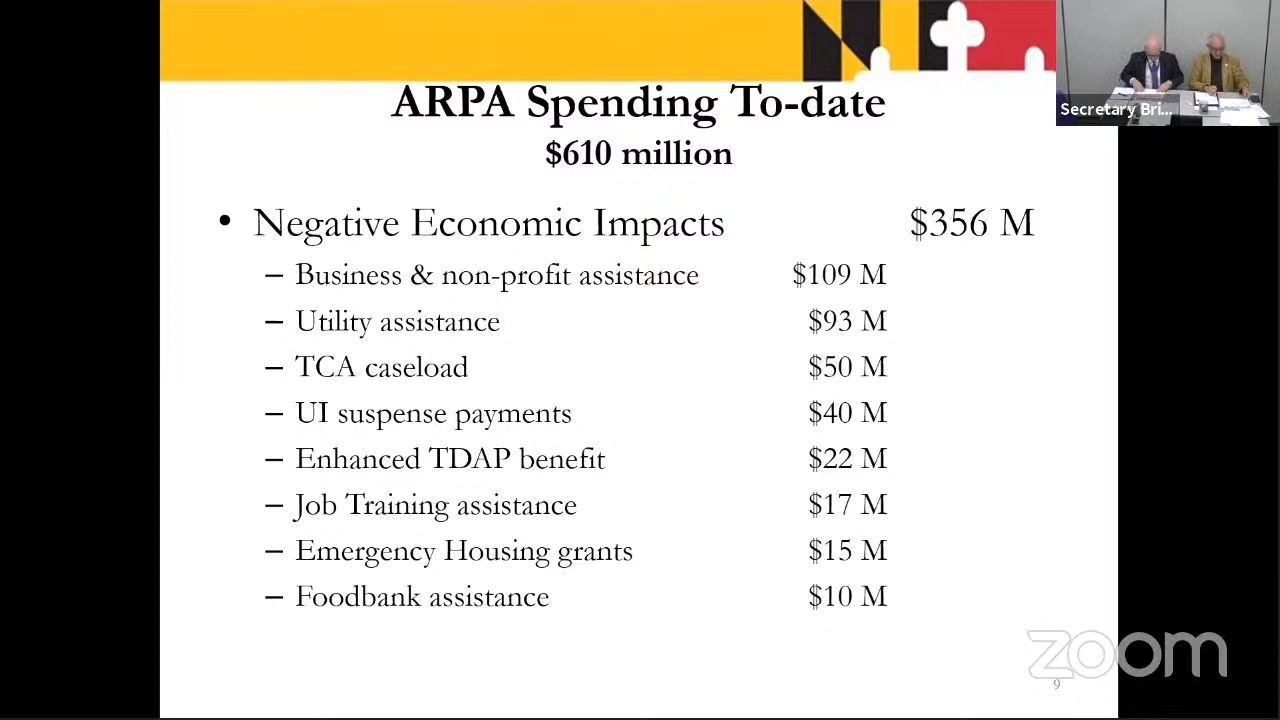 ARPA Spending To-date
$610 million
Secretary Bri...
• Negative Economic Impacts $356 M
– Business & non-profit assistance $109 M
– Utility assistance $93 M
– TCA caseload $50 M
– UI suspense payments $40 M
– Enhanced TDAP benefit $22 M
– Job Training assistance $17 M
– Emergency Housing grants $15 M
– Foodbank assistance $10 M
zoom
9